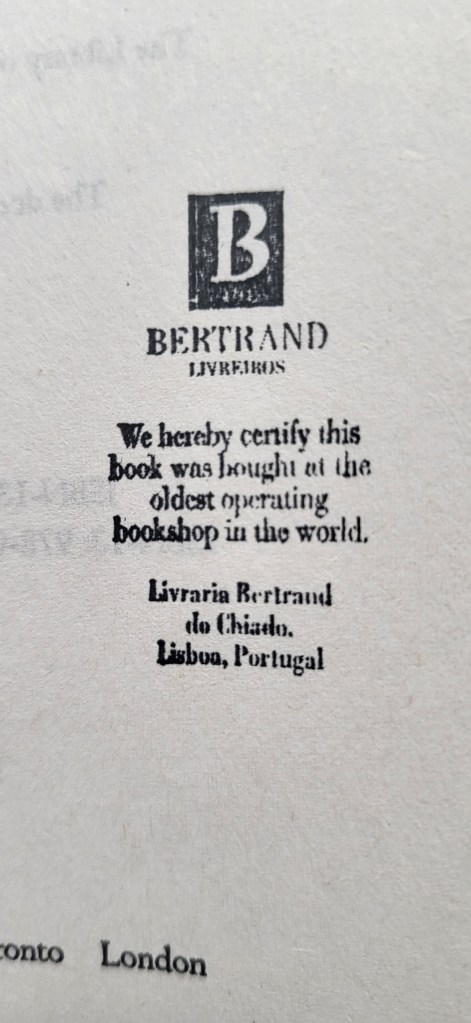 B
BERTRAND
LIVREIROS
We hereby certify this
book was bought at the
oldest operating
bookshop in the world.
Livraria Bertrand
do Chiado.
Lisboa, Portugal
London